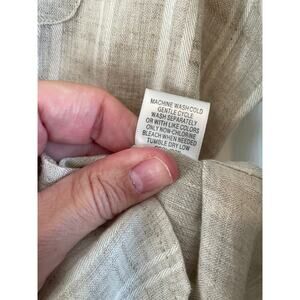 MACHINE WASH COLD
GENTLE CYCLE
WASH SEPARATELY
OR WITH LIKE COLORS
ONLY NON-CHLORINE
BLEACH WHEN NEEDED
TUMBLE DRY LOW